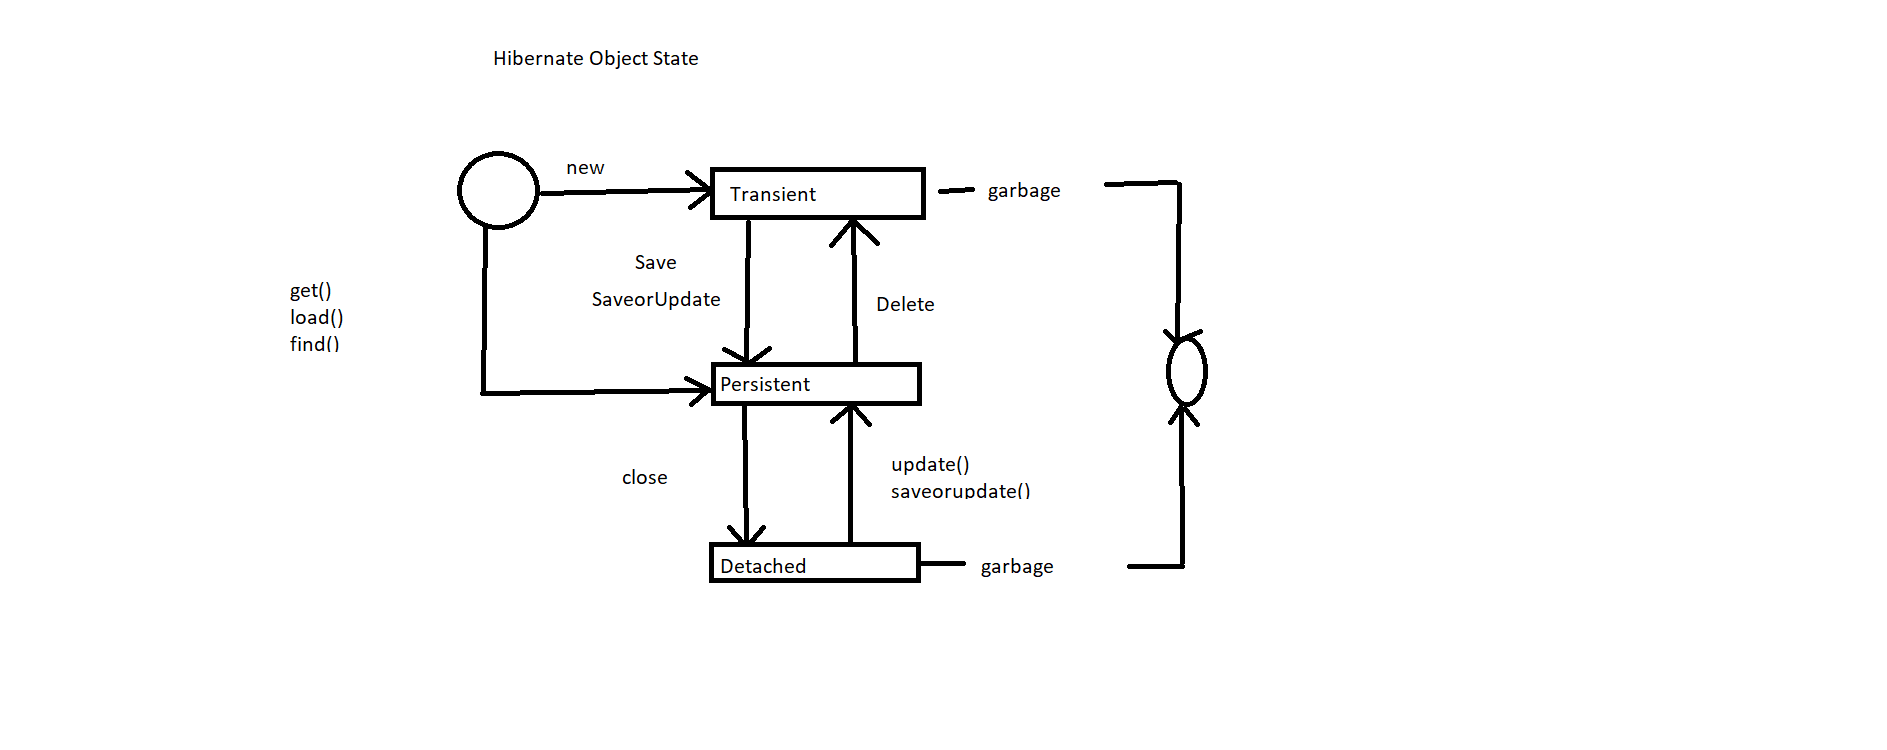 Hibernate Object State
new
Transient
garbage
Save
SaveorUpdate
Delete
get()
load()
find()
Persistent
close
update()
saveorupdate()
Detached
garbage